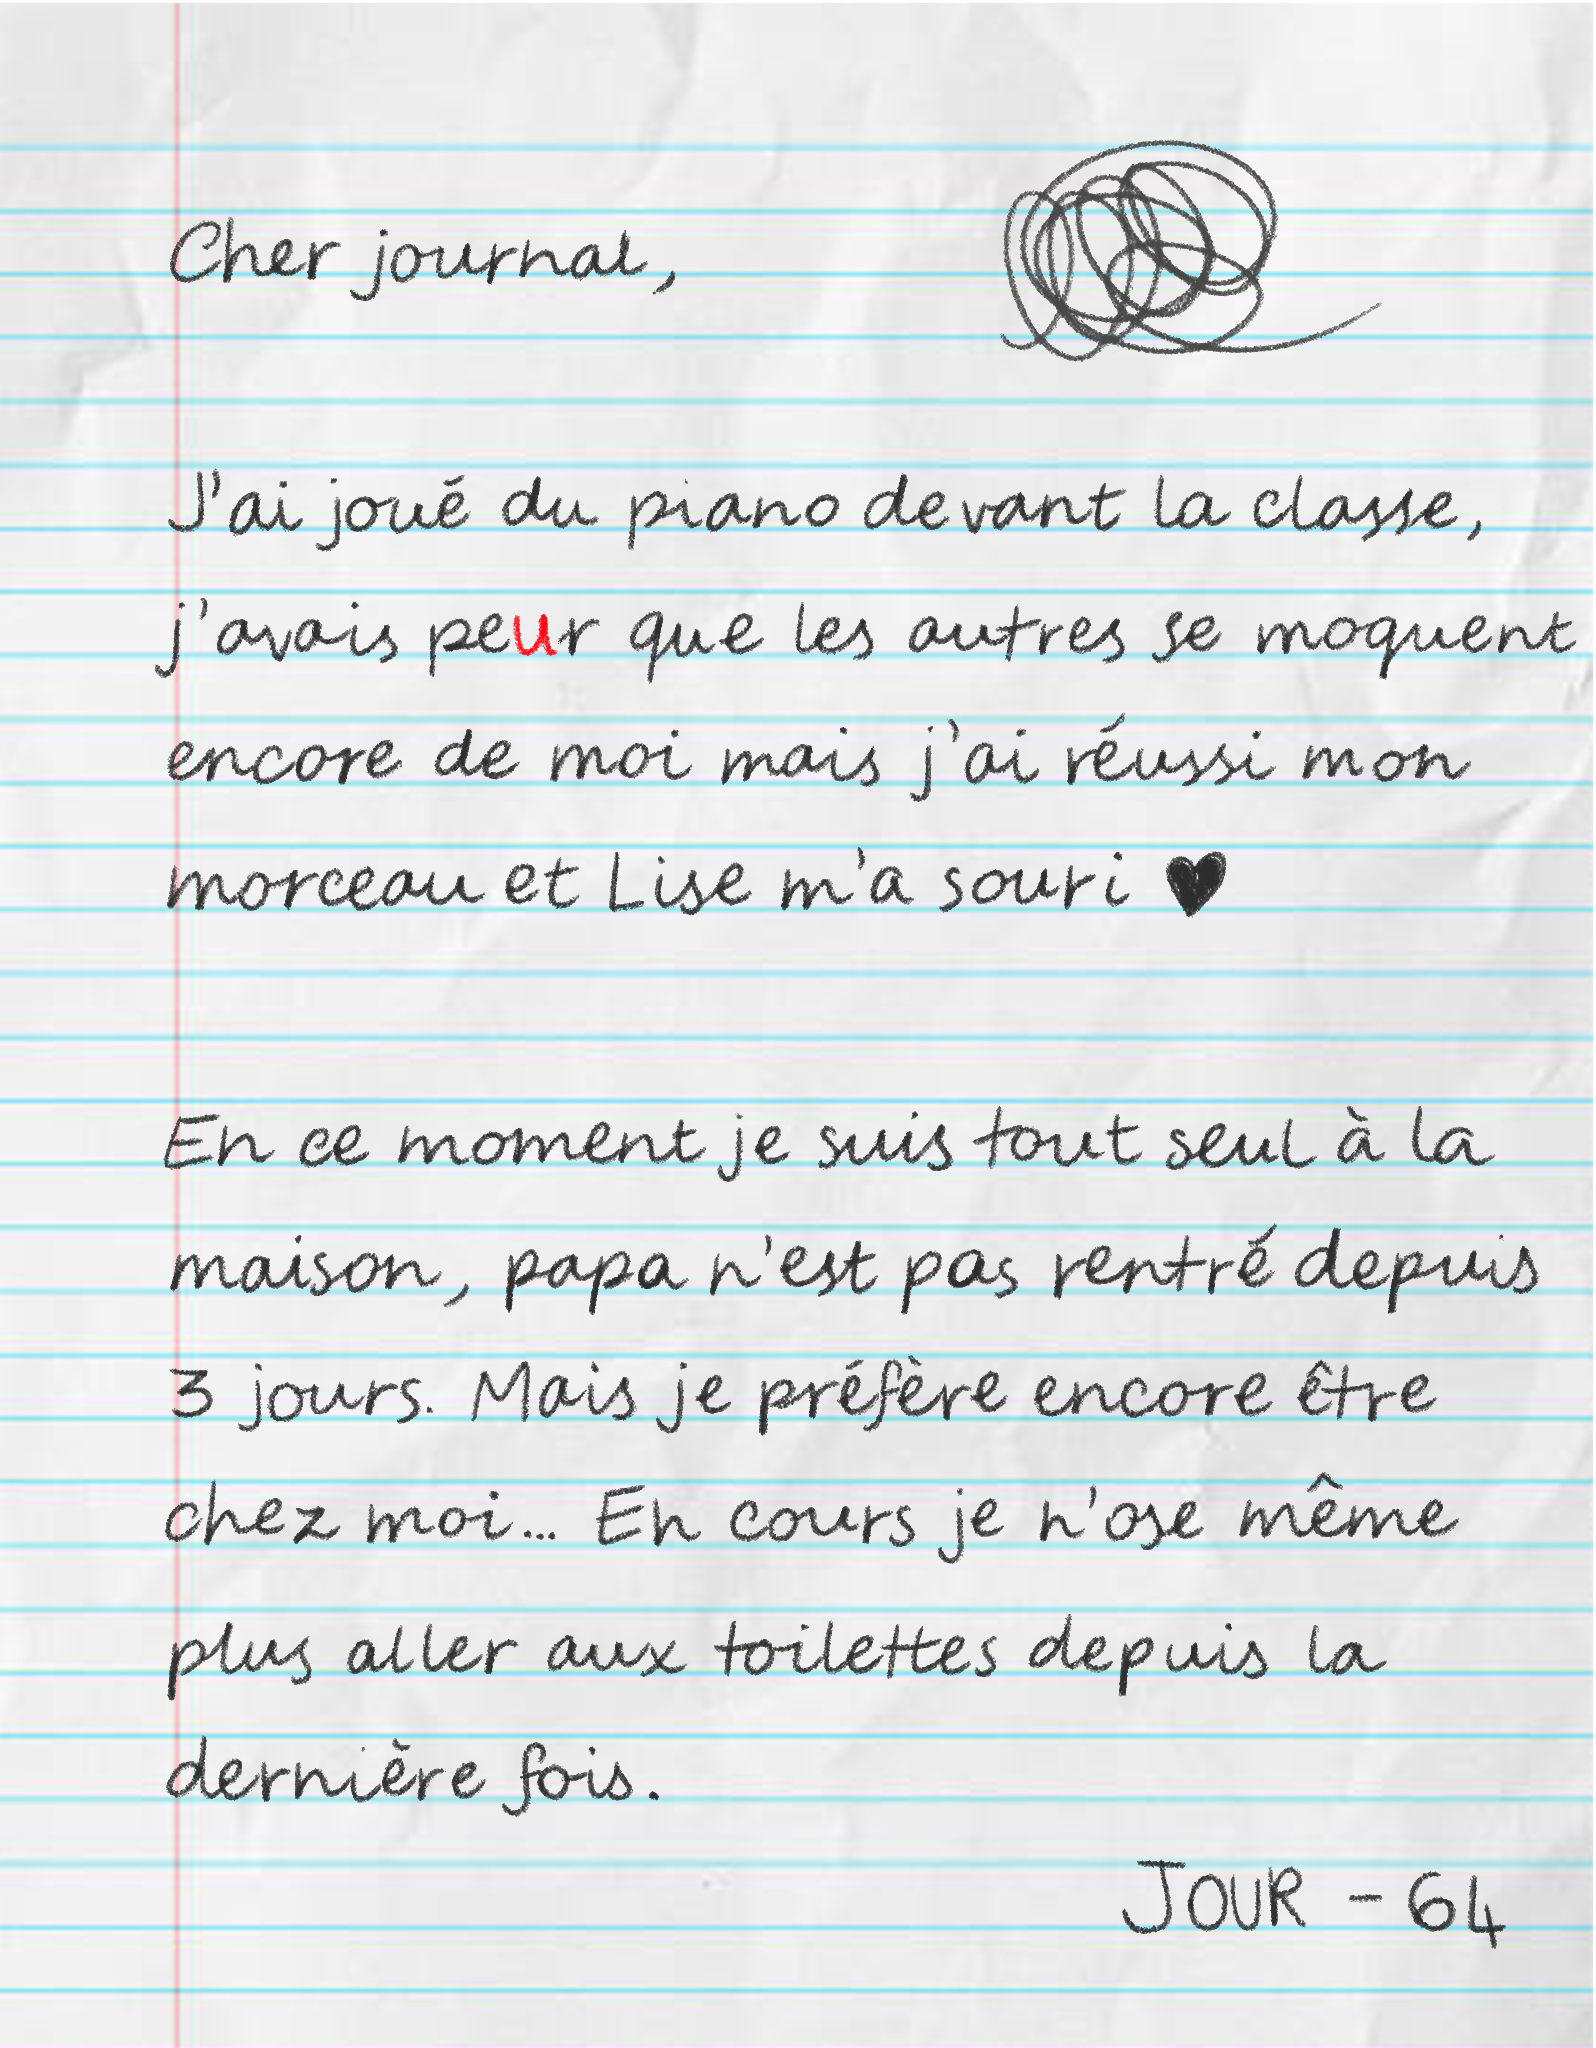 Cher journal,
J'ai joué du piano devant la classe,
j'avais peur que les autres se moquent
encore de moi mais j'ai réussi mon
morceau et Lise m'a souri ♥
En ce moment je suis tout seul à la
maison, papa n'est pas rentré depuis
3 jours. Mais je préfère encore être
chez moi... En cours je n'ose même
plus aller aux toilettes depuis la
dernière fois.
JOUR - 64